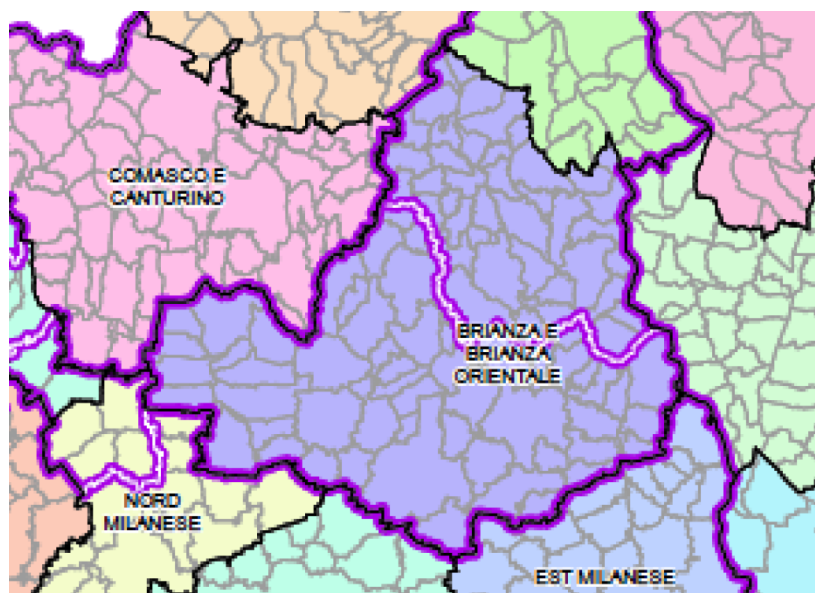 COMASCO E
CANTURINO
BRIANZA E
BRIANZA
ORIENTALE
NORD
MILANESE
EST MILANESE